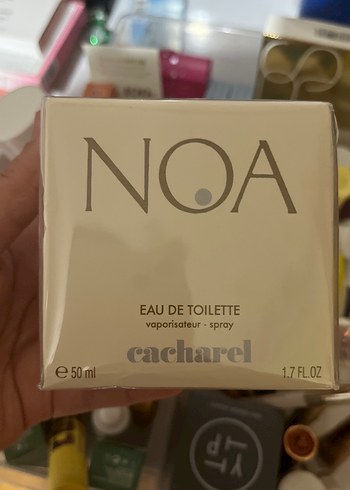 NOA
EAU DE TOILETTE
vaporisateur - spray
cacharel
℮ 50 ml 1.7 FL.OZ